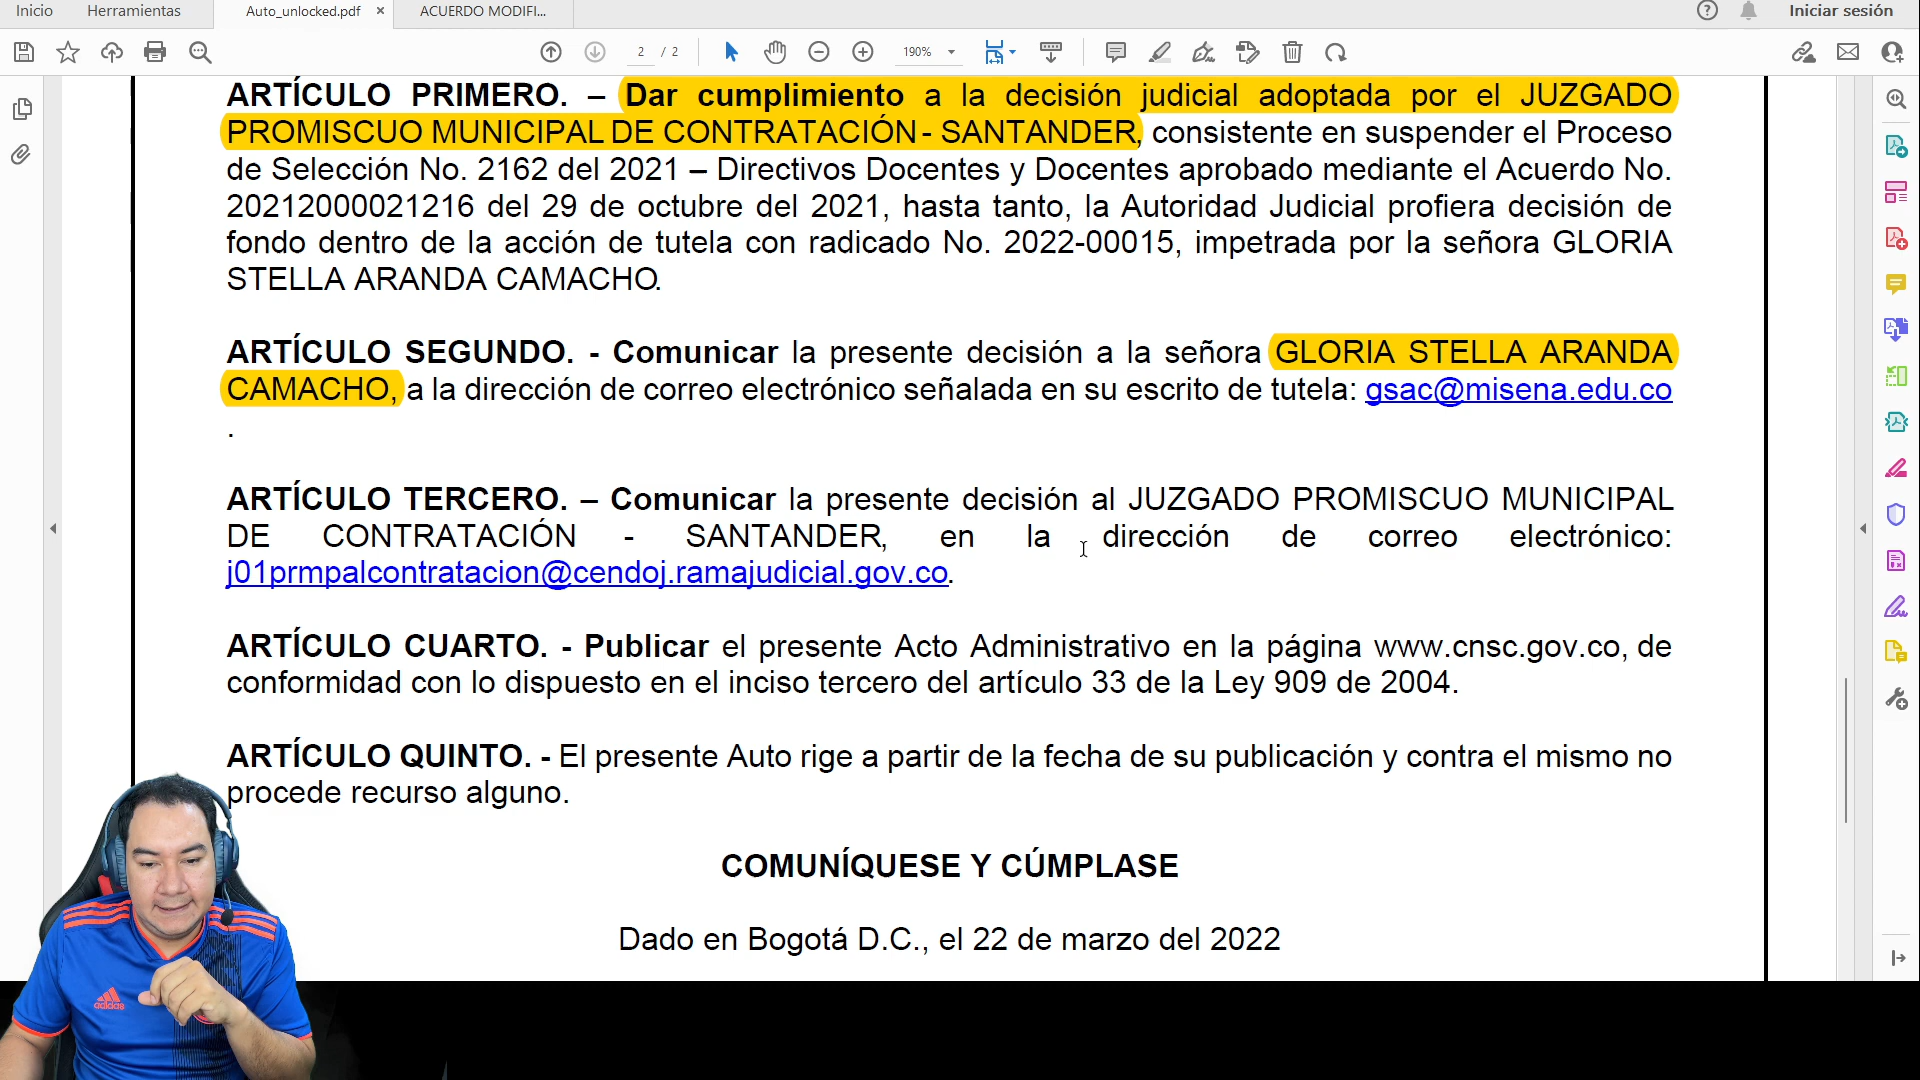 Inicio Herramientas Auto_unlocked.pdf × ACUERDO MODIFI... Iniciar sesión
2 / 2 190%
ARTÍCULO PRIMERO. – Dar cumplimiento a la decisión judicial adoptada por el JUZGADO
PROMISCUO MUNICIPAL DE CONTRATACIÓN - SANTANDER, consistente en suspender el Proceso
de Selección No. 2162 del 2021 – Directivos Docentes y Docentes aprobado mediante el Acuerdo No.
20212000021216 del 29 de octubre del 2021, hasta tanto, la Autoridad Judicial profiera decisión de
fondo dentro de la acción de tutela con radicado No. 2022-00015, impetrada por la señora GLORIA
STELLA ARANDA CAMACHO.
ARTÍCULO SEGUNDO. - Comunicar la presente decisión a la señora GLORIA STELLA ARANDA
CAMACHO, a la dirección de correo electrónico señalada en su escrito de tutela: gsac@misena.edu.co
.
ARTÍCULO TERCERO. – Comunicar la presente decisión al JUZGADO PROMISCUO MUNICIPAL
DE CONTRATACIÓN - SANTANDER, en la dirección de correo electrónico:
j01prmpalcontratacion@cendoj.ramajudicial.gov.co.
ARTÍCULO CUARTO. - Publicar el presente Acto Administrativo en la página www.cnsc.gov.co, de
conformidad con lo dispuesto en el inciso tercero del artículo 33 de la Ley 909 de 2004.
ARTÍCULO QUINTO. - El presente Auto rige a partir de la fecha de su publicación y contra el mismo no
procede recurso alguno.
COMUNÍQUESE Y CÚMPLASE
Dado en Bogotá D.C., el 22 de marzo del 2022
adidas